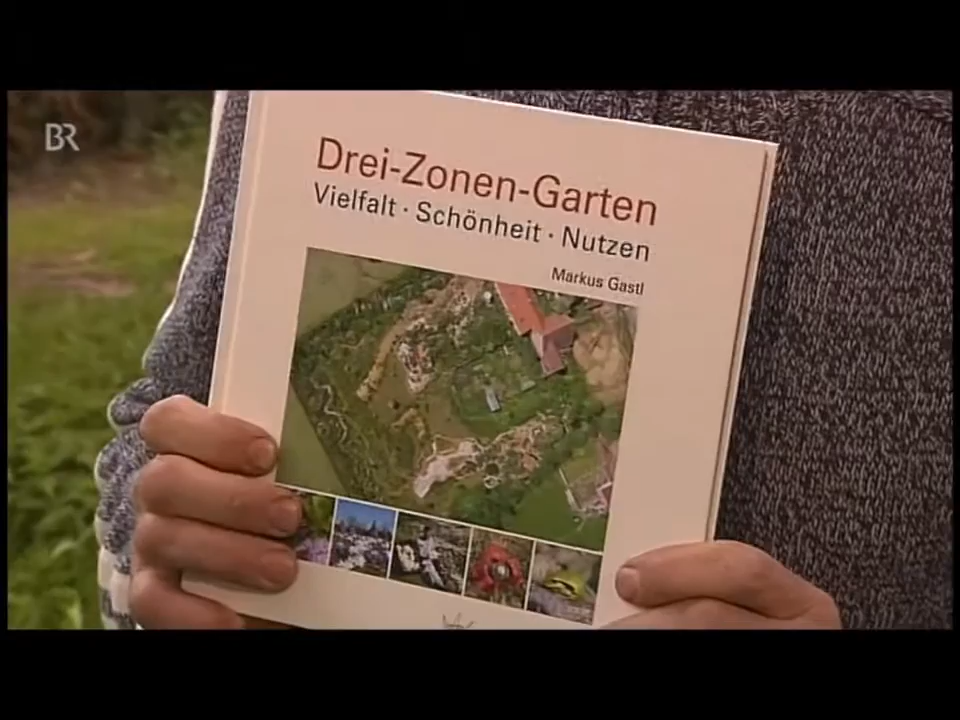 BR
Drei-Zonen-Garten
Vielfalt · Schönheit · Nutzen
Markus Gastl